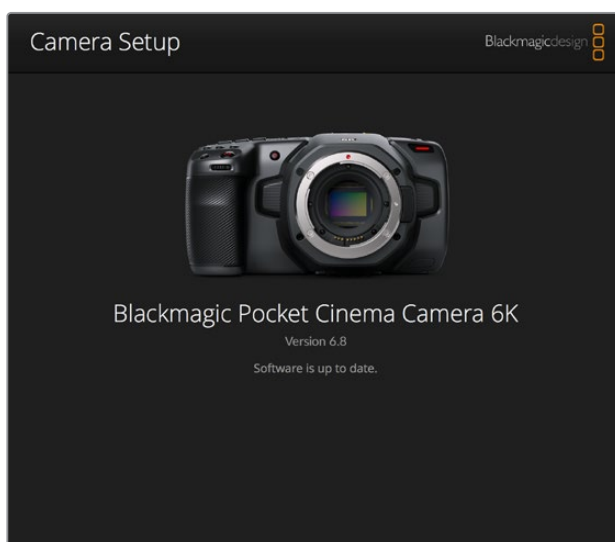 Camera Setup
Blackmagicdesign
Blackmagic Pocket Cinema Camera 6K
Version 6.8
Software is up to date.